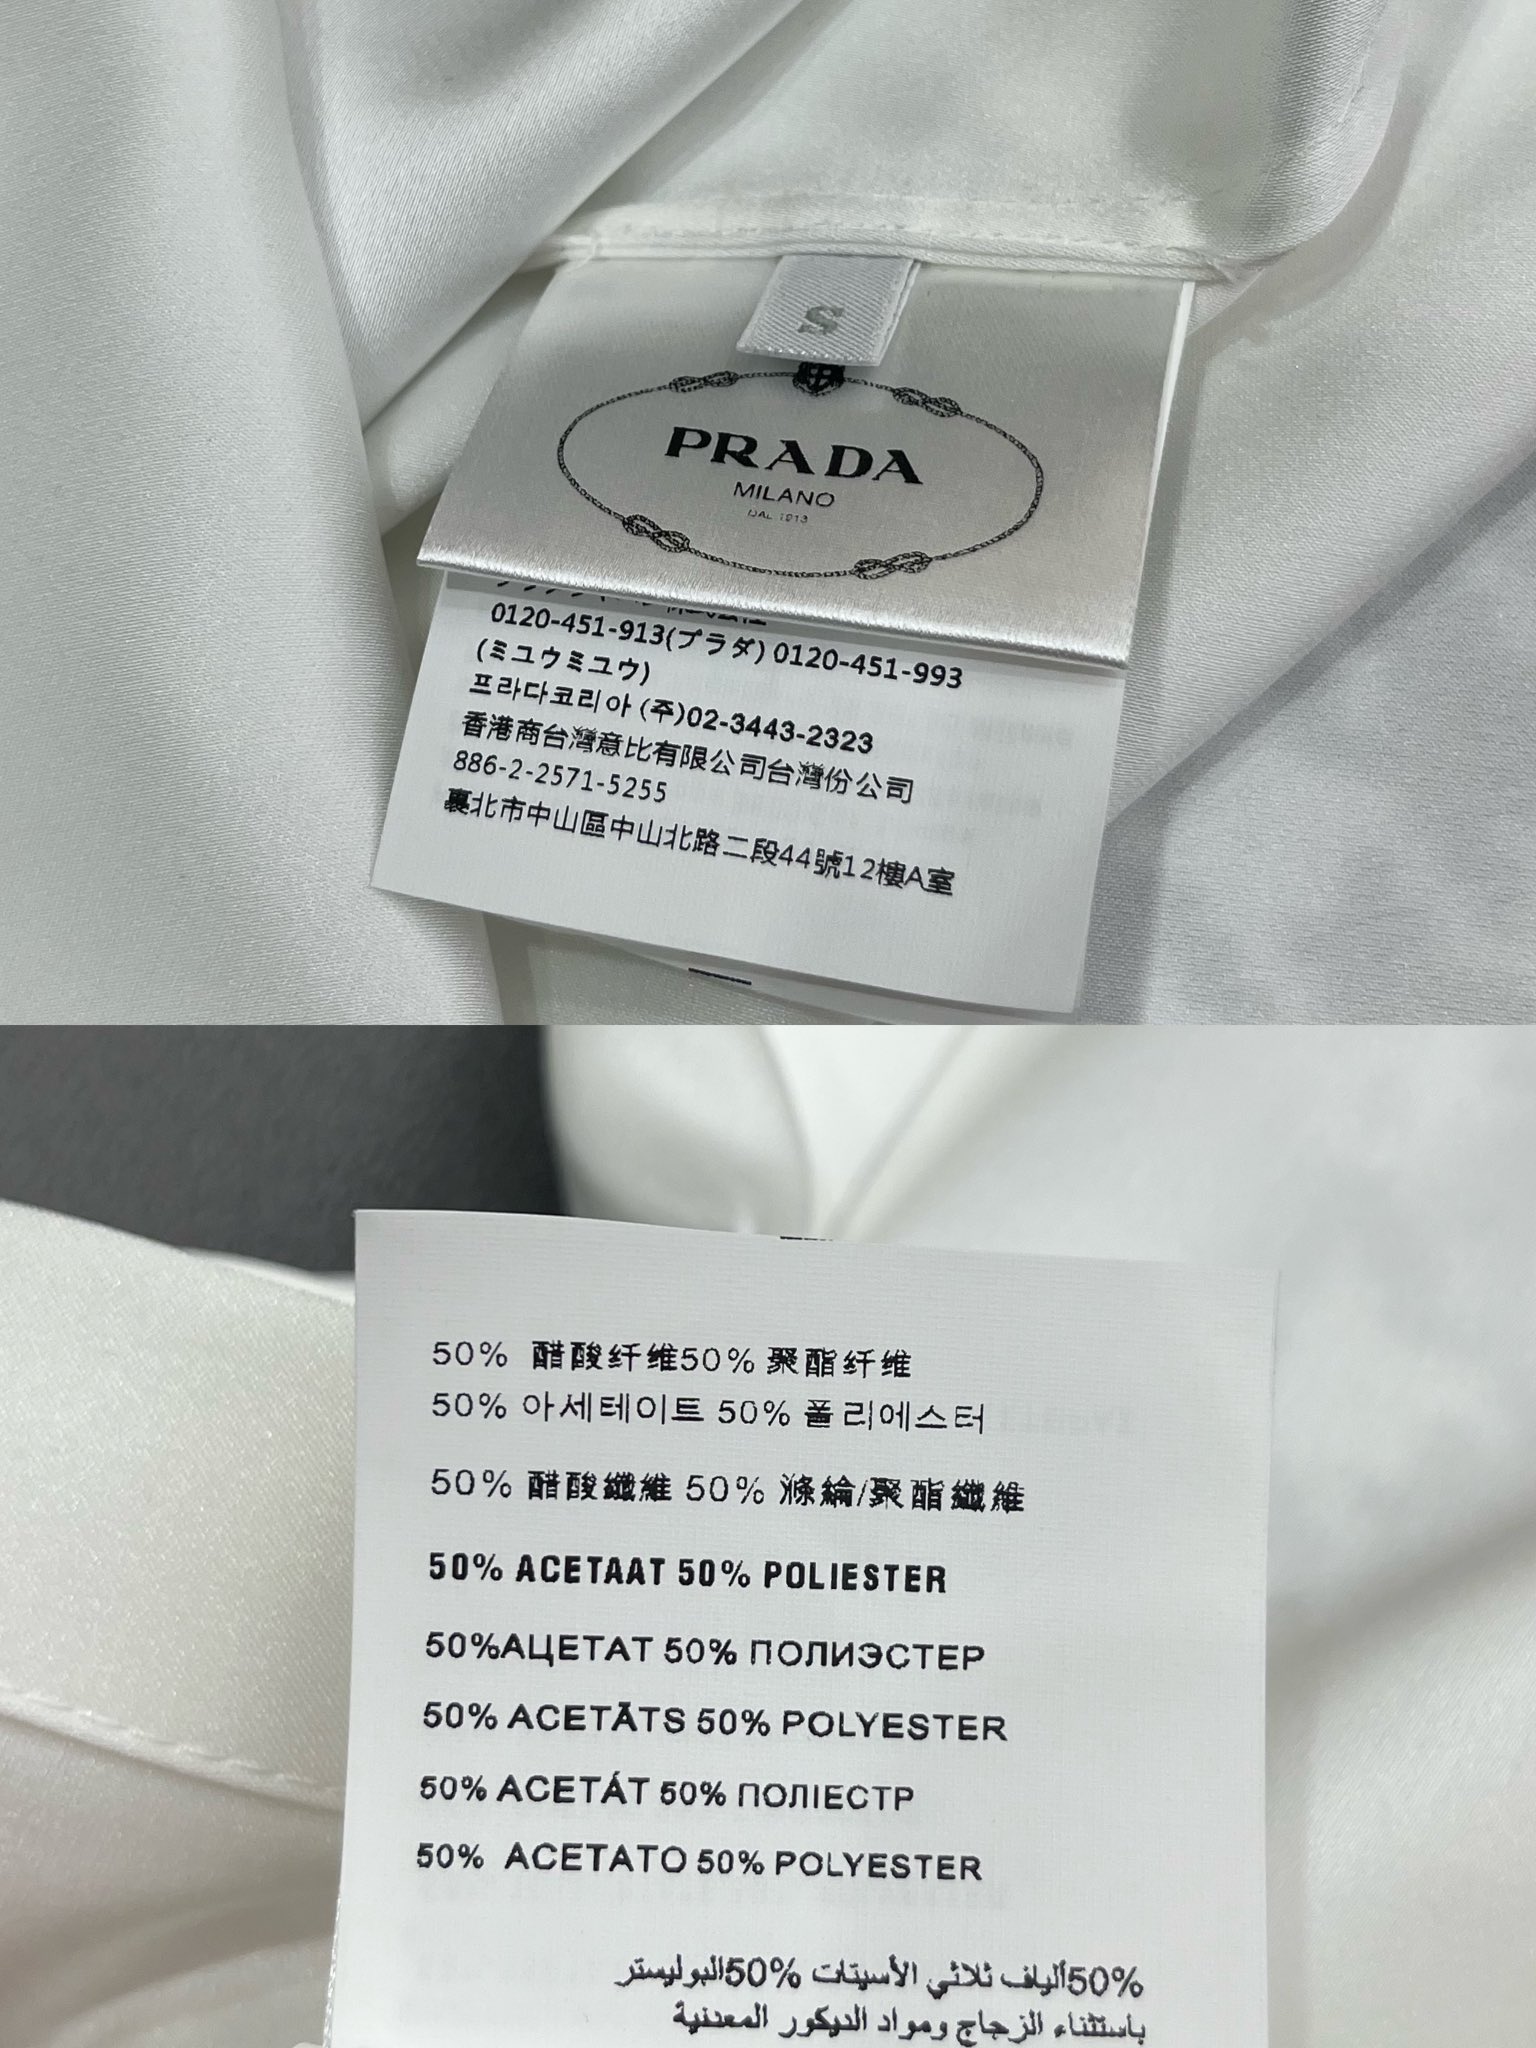 S
PRADA
MILANO
DAL 1913
0120-451-913(プラダ) 0120-451-993
(ミユウミユウ)
프라다코리아 (주)02-3443-2323
香港商台灣意比有限公司台灣份公司
886-2-2571-5255
裏北市中山區中山北路二段44號12樓A室
50% 醋酸纤维50% 聚酯纤维
50% 아세테이트 50% 폴리에스터
50% 醋酸纖維 50% 滌綸/聚酯纖維
50% ACETAAT 50% POLIESTER
50%АЦЕТАТ 50% ПОЛИЭСТЕР
50% ACETĀTS 50% POLYESTER
50% ACETÁT 50% ПОЛІЕСТР
50% ACETATO 50% POLYESTER
50%ألياف ثلاثي الأسيتات 50%البوليستر
باستثناء الزجاج ومواد الديكور المعدنية